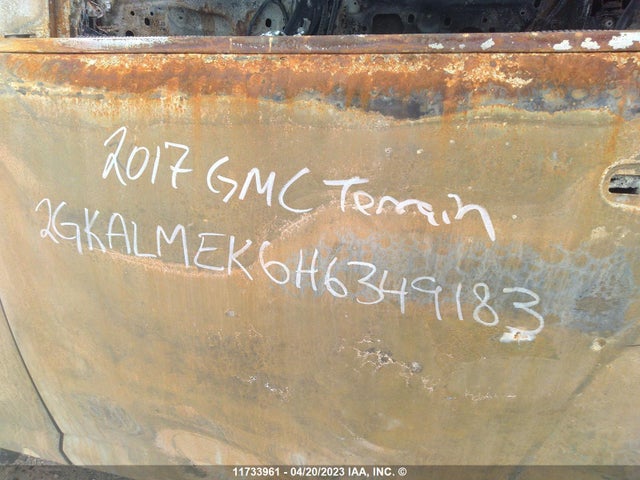 2017 GMC Terrain
2GKALMEK6H6349183
11733961 - 04/20/2023 IAA, INC. ©